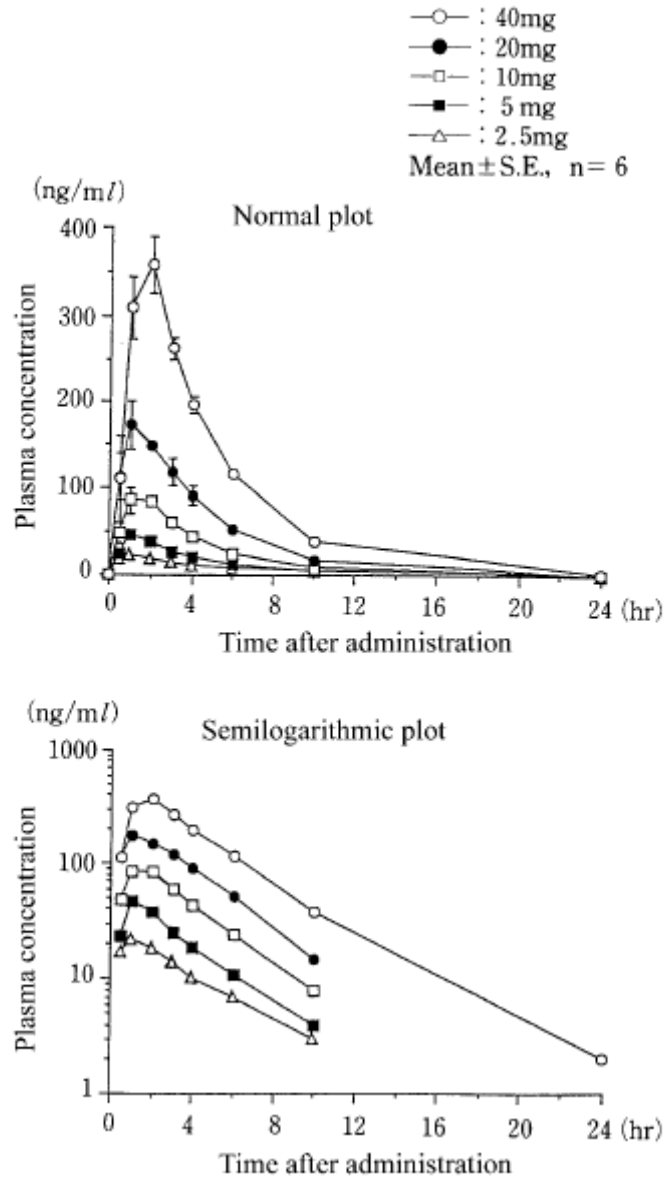 : 40mg
: 20mg
: 10mg
: 5 mg
: 2.5mg
Mean±S.E., n= 6
(ng/ml)
Normal plot
400
300
200
100
0
Plasma concentration
0 4 8 12 16 20 24 (hr)
Time after administration
(ng/ml)
Semilogarithmic plot
1000
100
10
1
Plasma concentration
0 4 8 12 16 20 24 (hr)
Time after administration